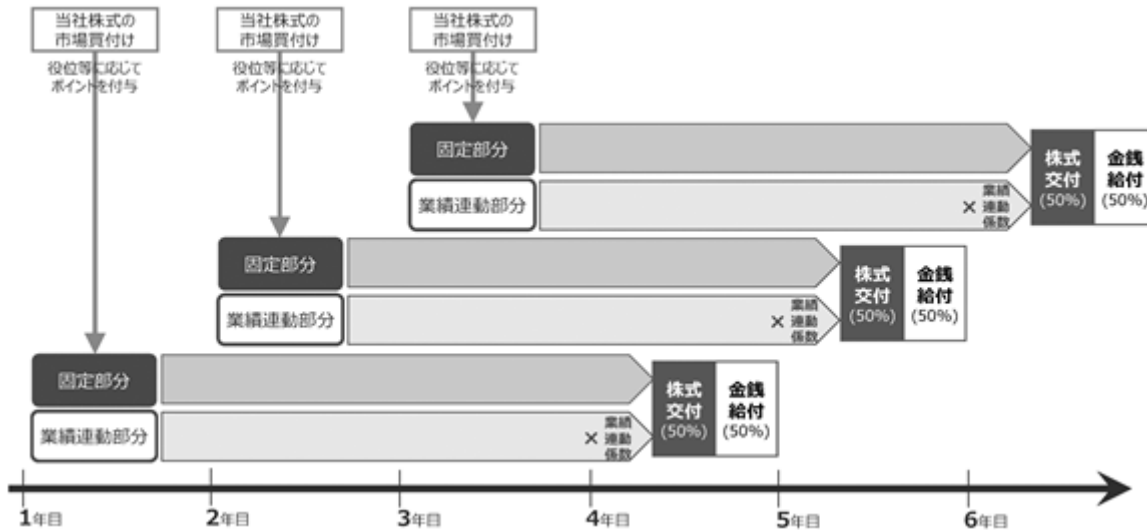 当社株式の
市場買付け
当社株式の
市場買付け
当社株式の
市場買付け
役位等に応じて
ポイントを付与
役位等に応じて
ポイントを付与
役位等に応じて
ポイントを付与
固定部分
業績連動部分
×
業績
連動
係数
株式
交付
(50%)
金銭
給付
(50%)
固定部分
業績連動部分
×
業績
連動
係数
株式
交付
(50%)
金銭
給付
(50%)
固定部分
業績連動部分
×
業績
連動
係数
株式
交付
(50%)
金銭
給付
(50%)
1年目
2年目
3年目
4年目
5年目
6年目